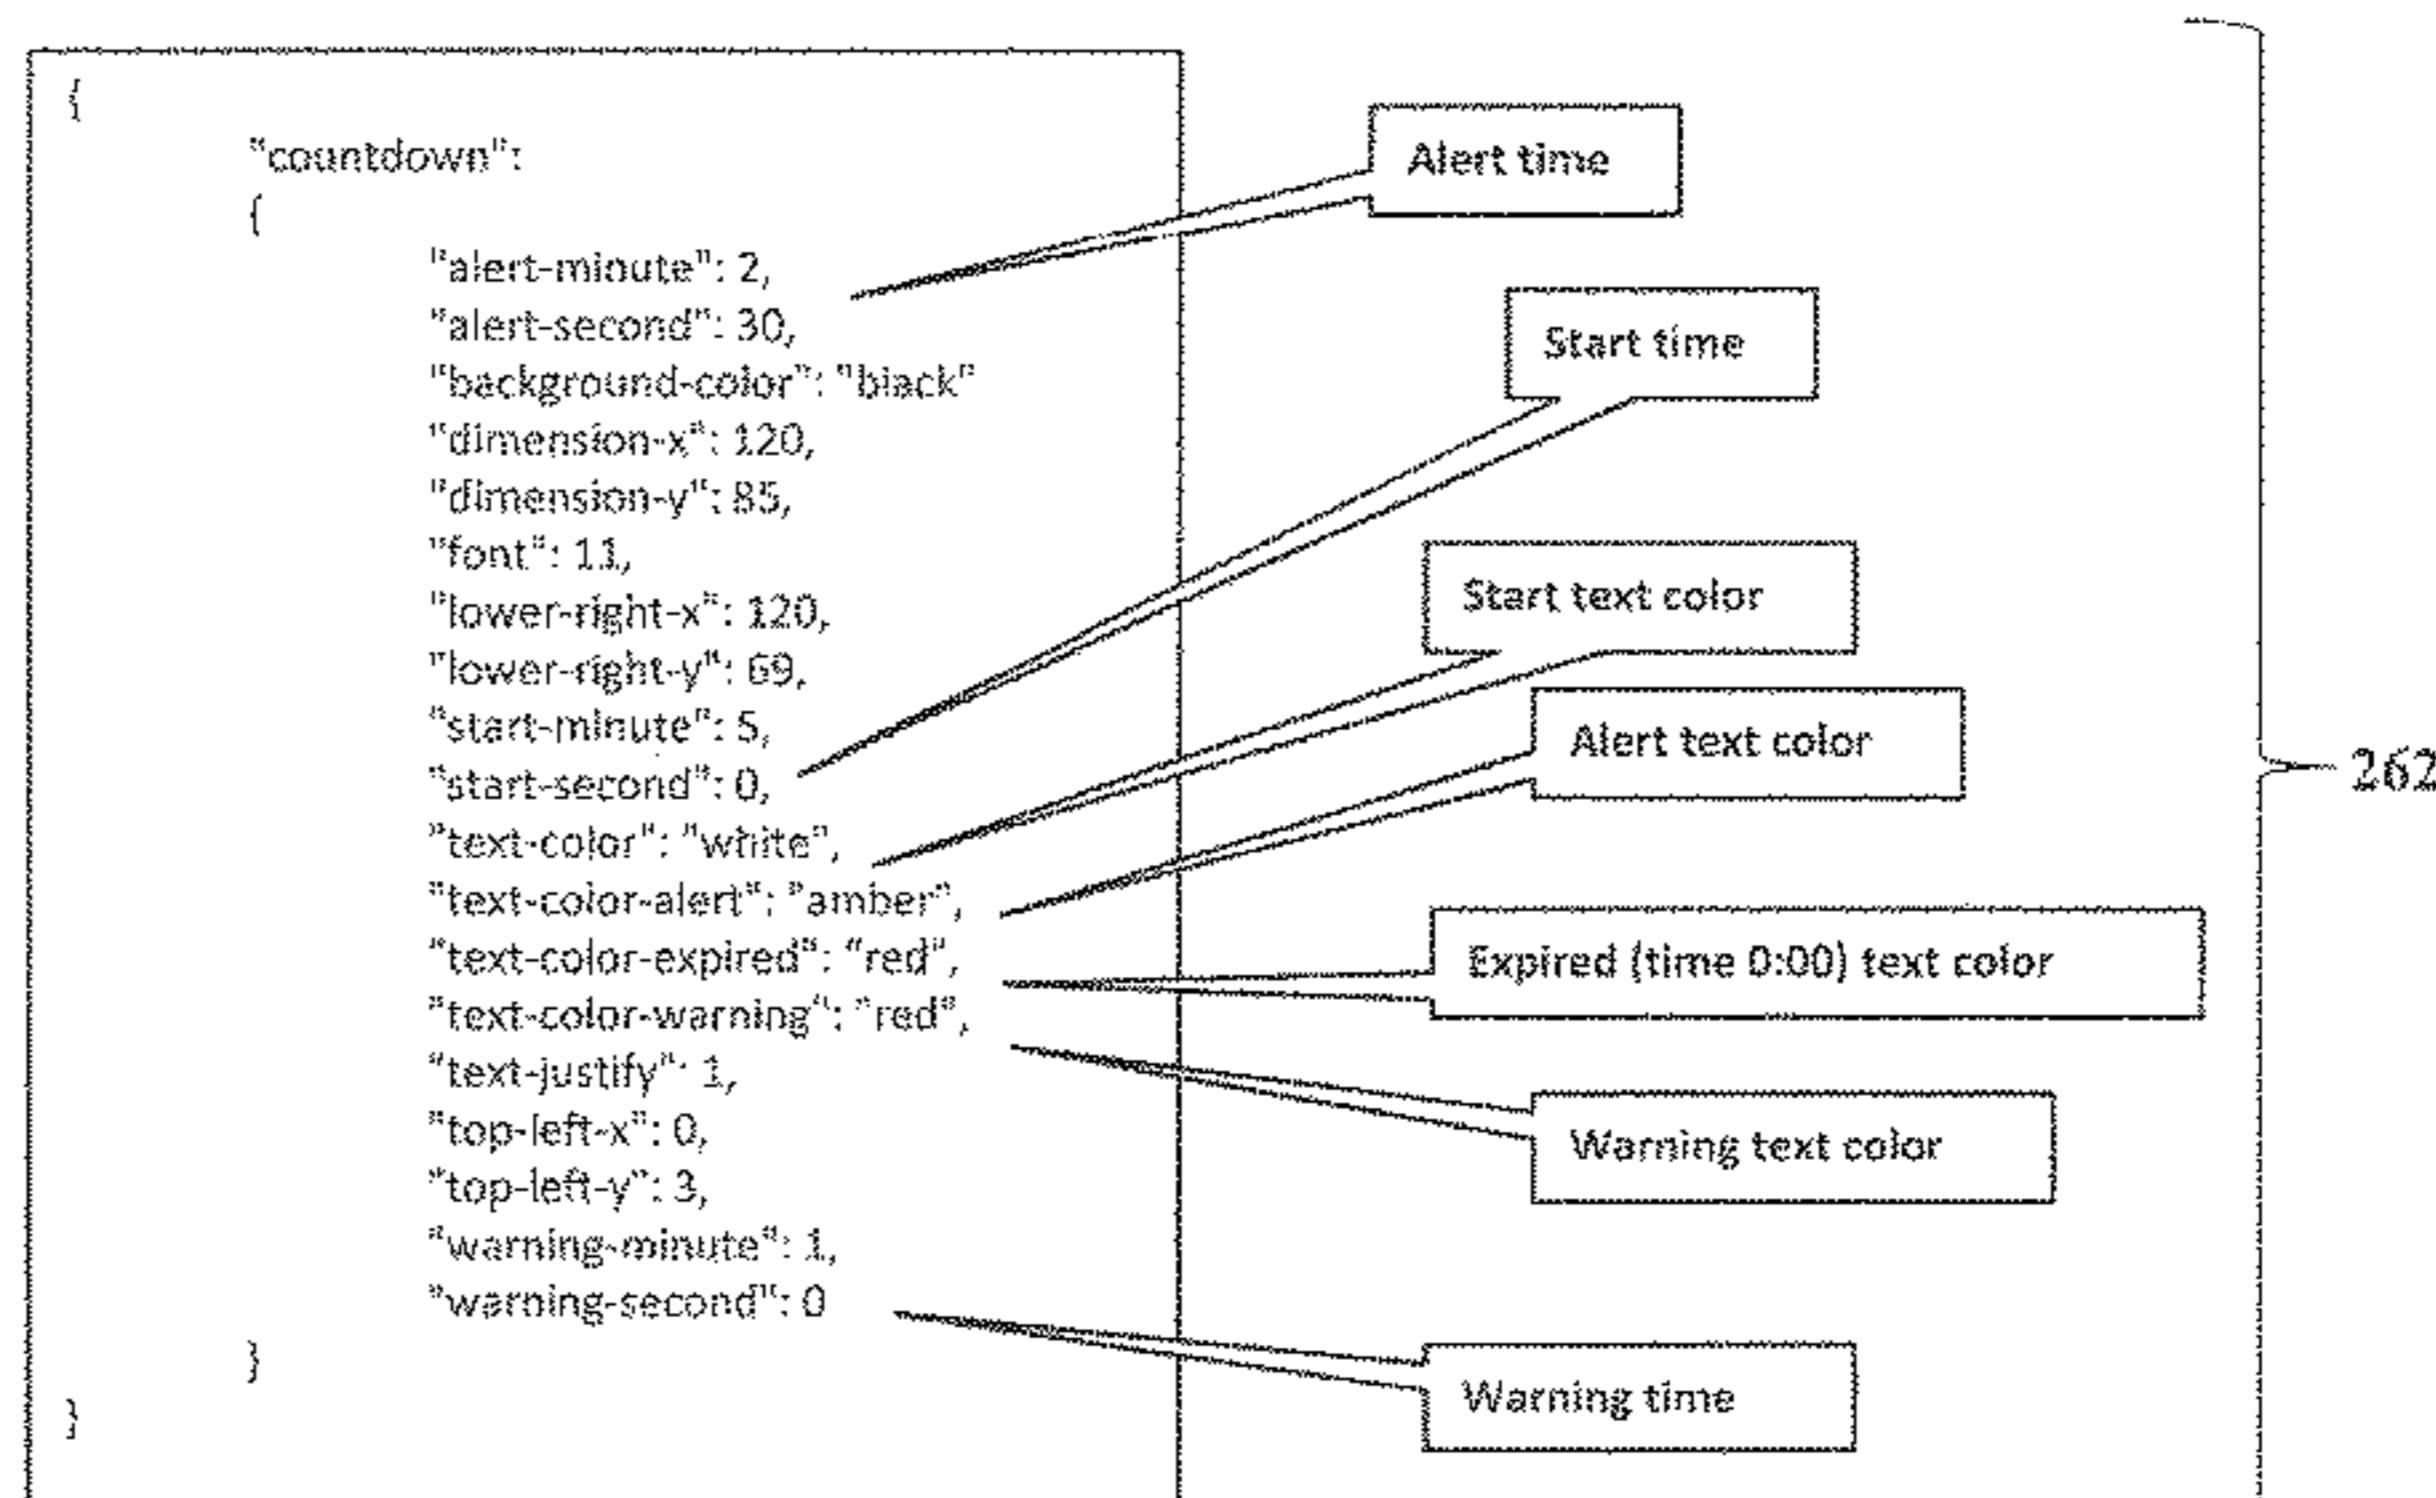 {
"countdown":
{
"alert-minute": 2,
"alert-second": 30,
"background-color": "black"
"dimension-x": 120,
"dimension-y": 85,
"font": 11,
"lower-right-x": 120,
"lower-right-y": 69,
"start-minute": 5,
"start-second": 0,
"text-color": "white",
"text-color-alert": "amber",
"text-color-expired": "red",
"text-color-warning": "red",
"text-justify": 1,
"top-left-x": 0,
"top-left-y": 3,
"warning-minute": 1,
"warning-second": 0
}
}
Alert time
Start time
Start text color
Alert text color
Expired (time 0:00) text color
Warning text color
Warning time
262